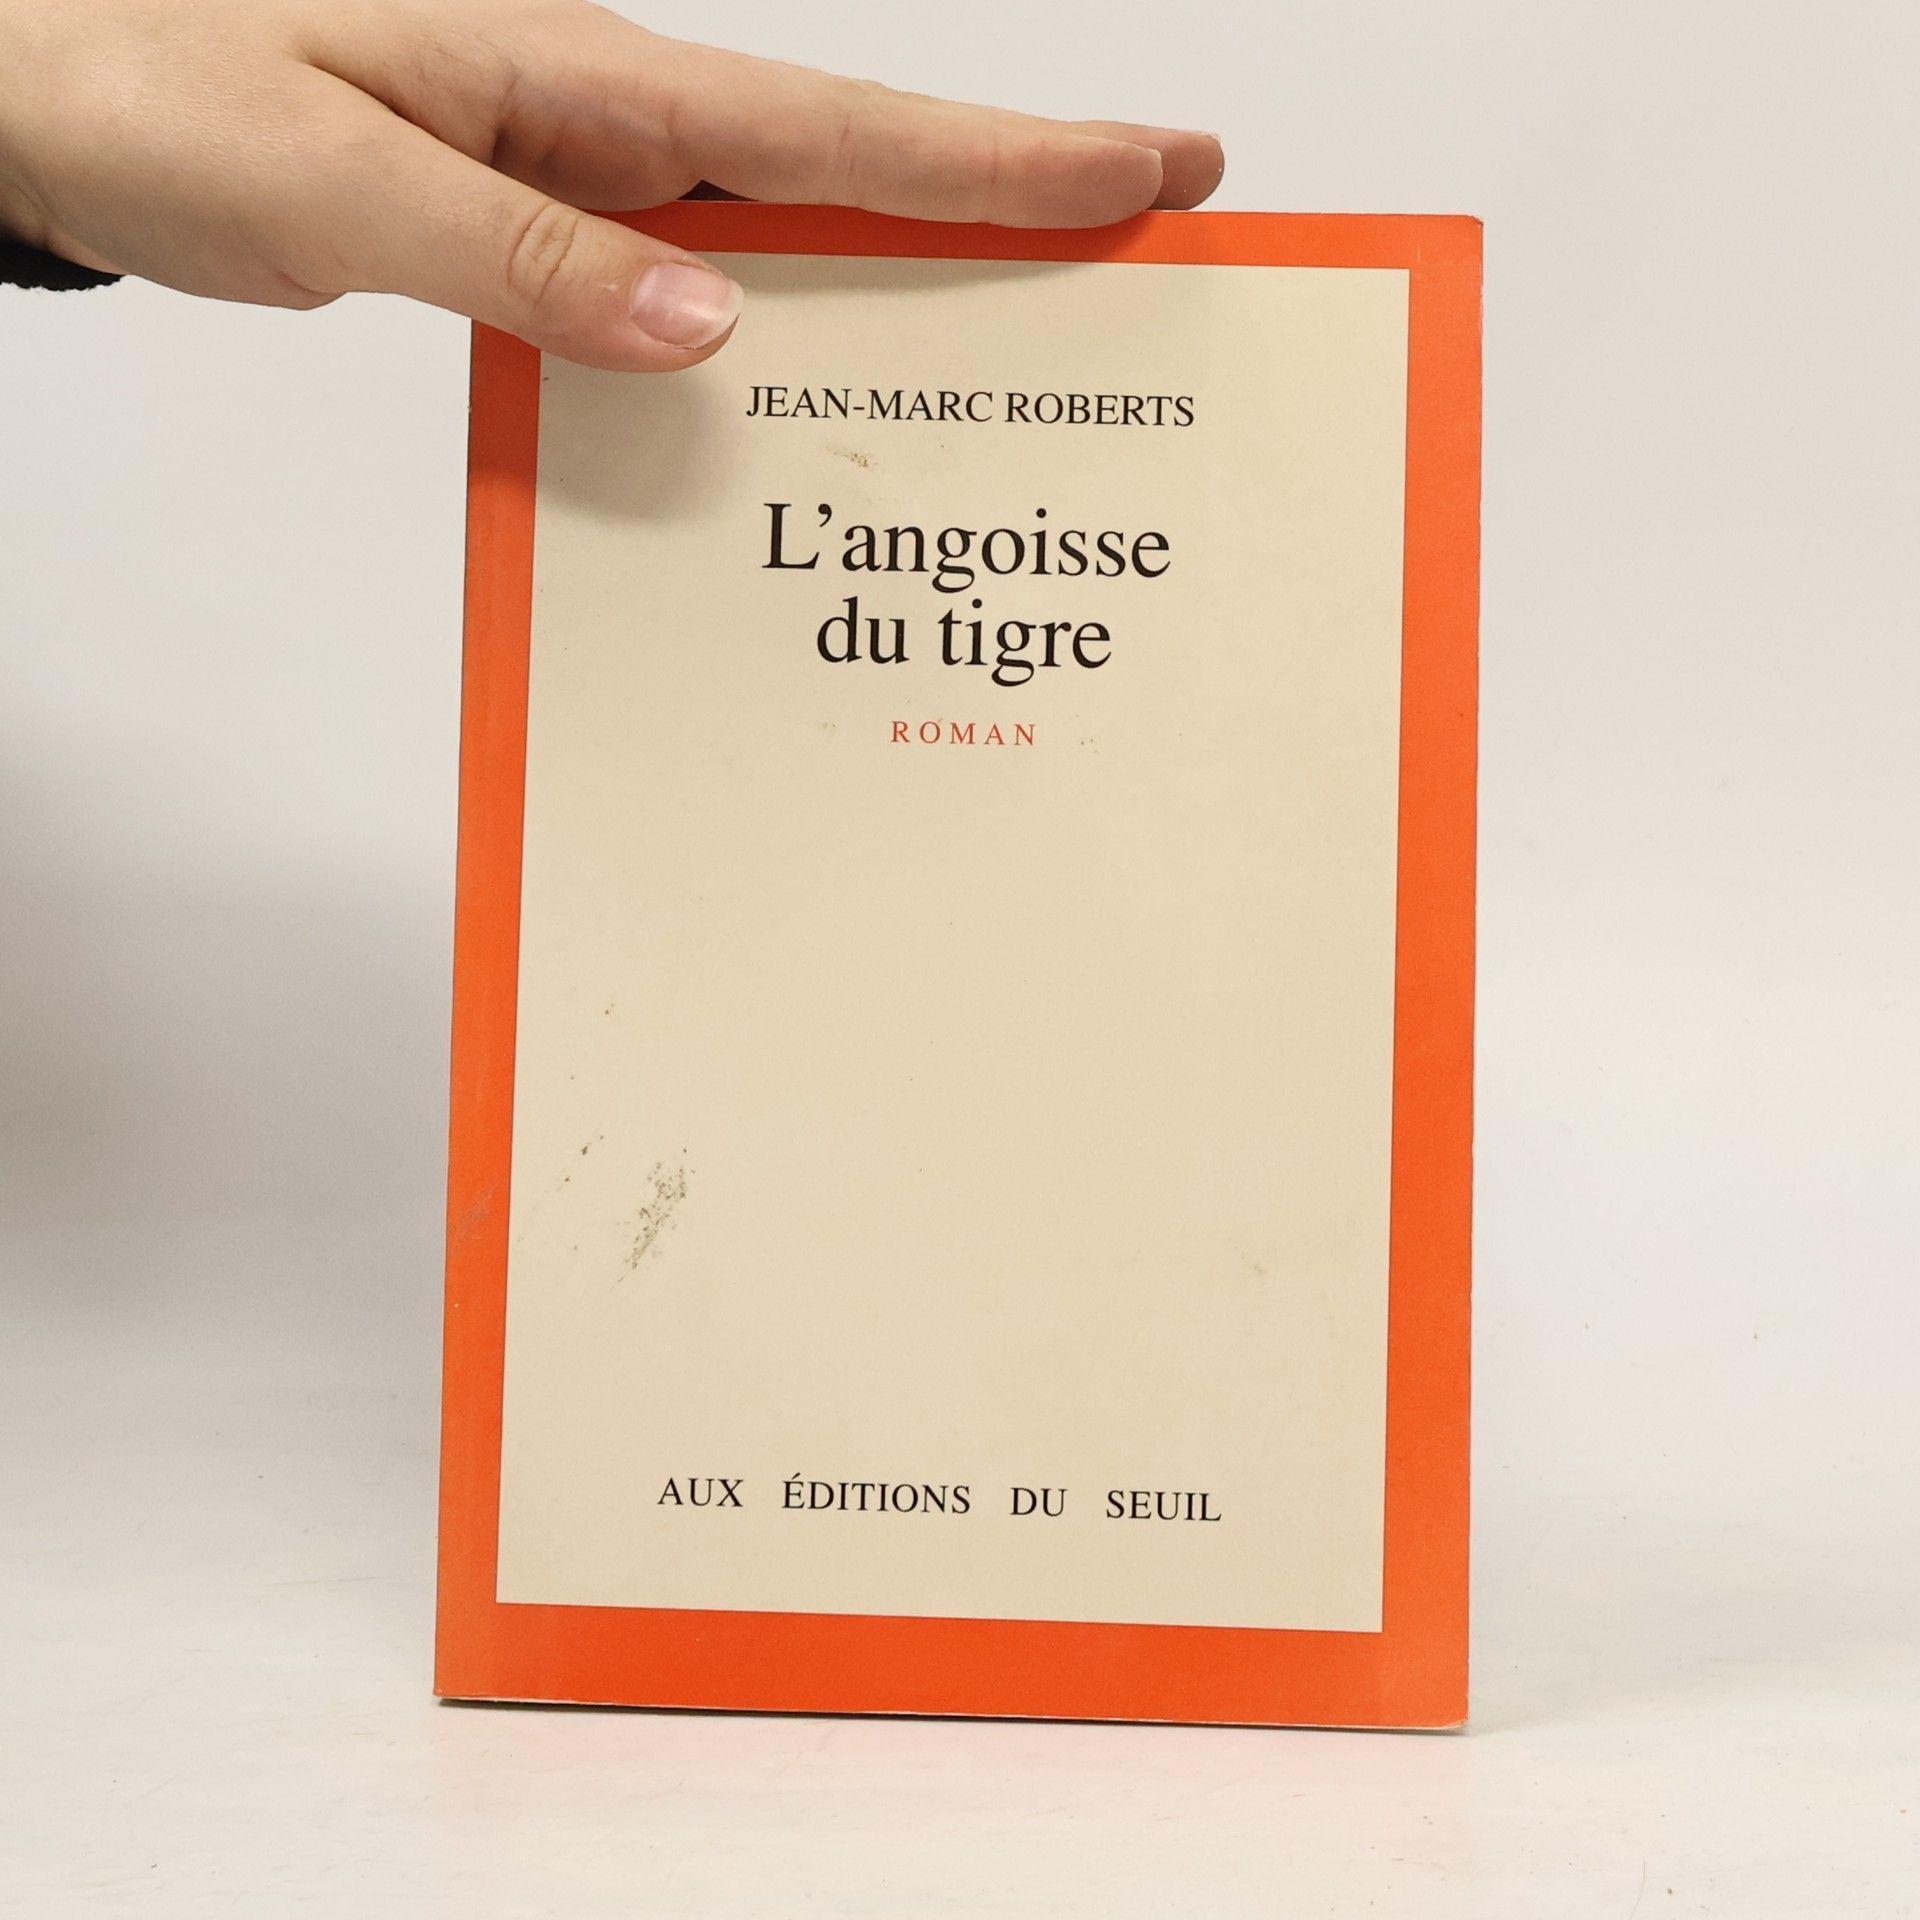 JEAN-MARC ROBERTS
L'angoisse
du tigre
ROMAN
AUX ÉDITIONS DU SEUIL